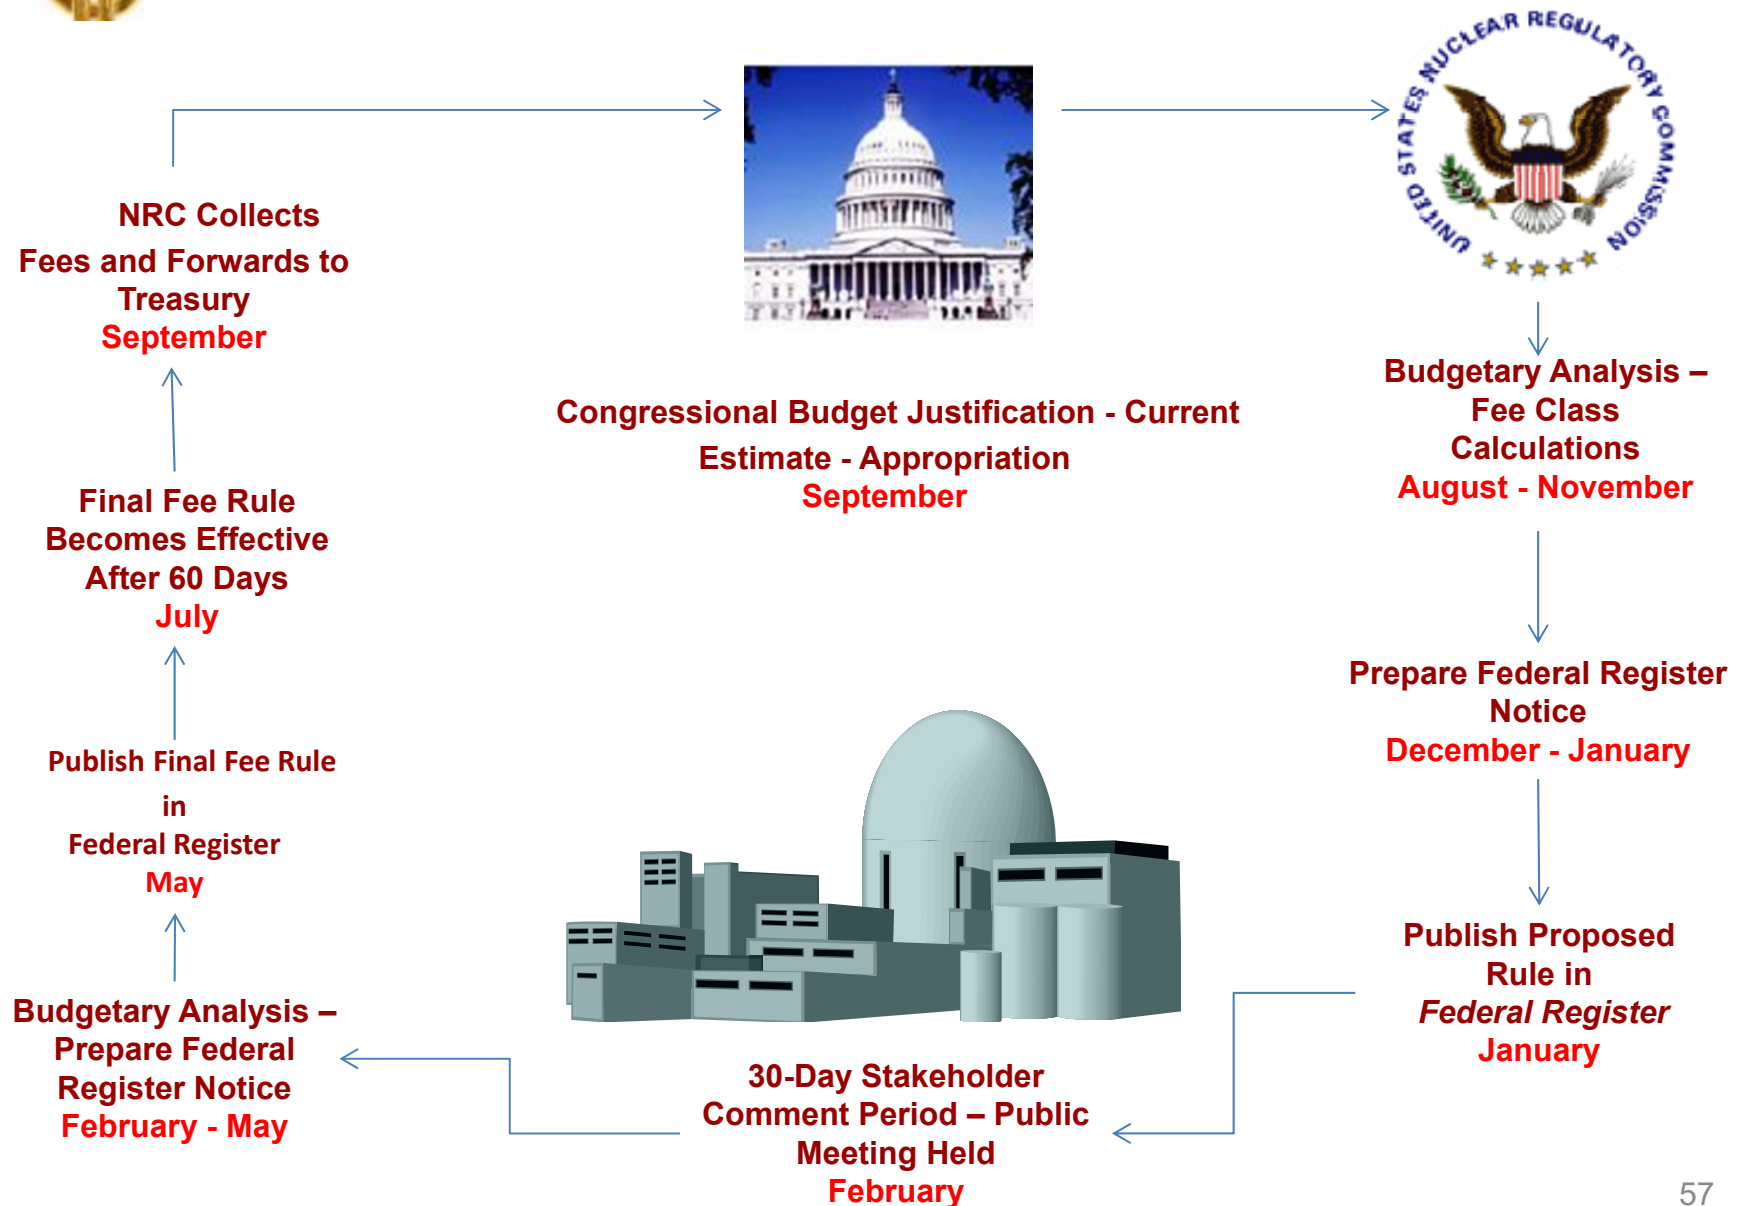 UNITED STATES NUCLEAR REGULATORY COMMISSION
NRC Collects
Fees and Forwards to
Treasury
September
Congressional Budget Justification - Current
Estimate - Appropriation
September
Budgetary Analysis –
Fee Class
Calculations
August - November
Final Fee Rule
Becomes Effective
After 60 Days
July
Prepare Federal Register
Notice
December - January
Publish Final Fee Rule
in
Federal Register
May
Publish Proposed
Rule in
Federal Register
January
Budgetary Analysis –
Prepare Federal
Register Notice
February - May
30-Day Stakeholder
Comment Period – Public
Meeting Held
February
57